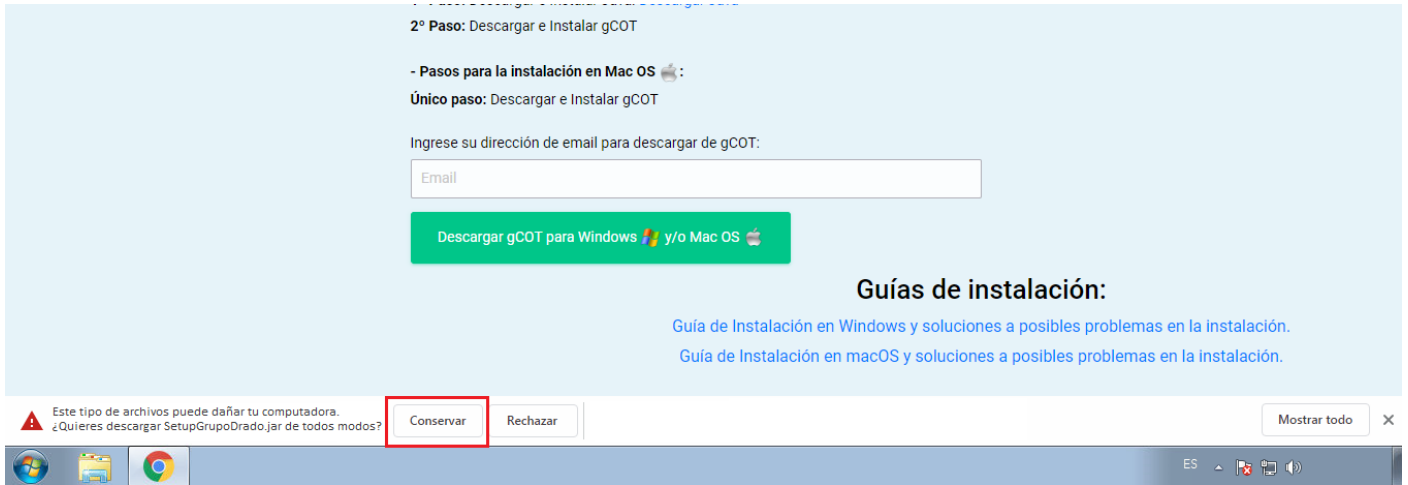 2º Paso: Descargar e Instalar gCOT
- Pasos para la instalación en Mac OS :
Único paso: Descargar e Instalar gCOT
Ingrese su dirección de email para descargar de gCOT:
Email
Descargar gCOT para Windows y/o Mac OS
Guías de instalación:
Guía de Instalación en Windows y soluciones a posibles problemas en la instalación.
Guía de Instalación en macOS y soluciones a posibles problemas en la instalación.
Este tipo de archivos puede dañar tu computadora.
¿Quieres descargar SetupGrupoDrado.jar de todos modos?
Conservar
Rechazar
Mostrar todo
ES